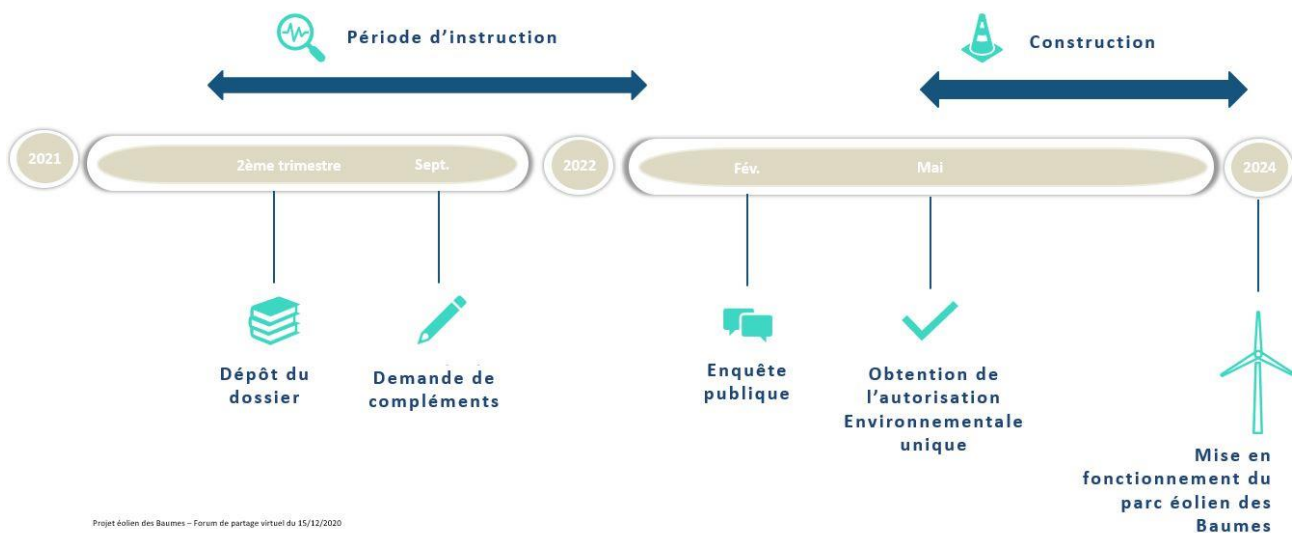 Période d'instruction
Construction
2021
2ème trimestre
Sept.
2022
Fév.
Mai
2024
Dépôt du
dossier
Demande de
compléments
Enquête
publique
Obtention de
l'autorisation
Environnementale
unique
Mise en
fonctionnement du
parc éolien des
Baumes
Projet éolien des Baumes – Forum de partage virtuel du 15/12/2020